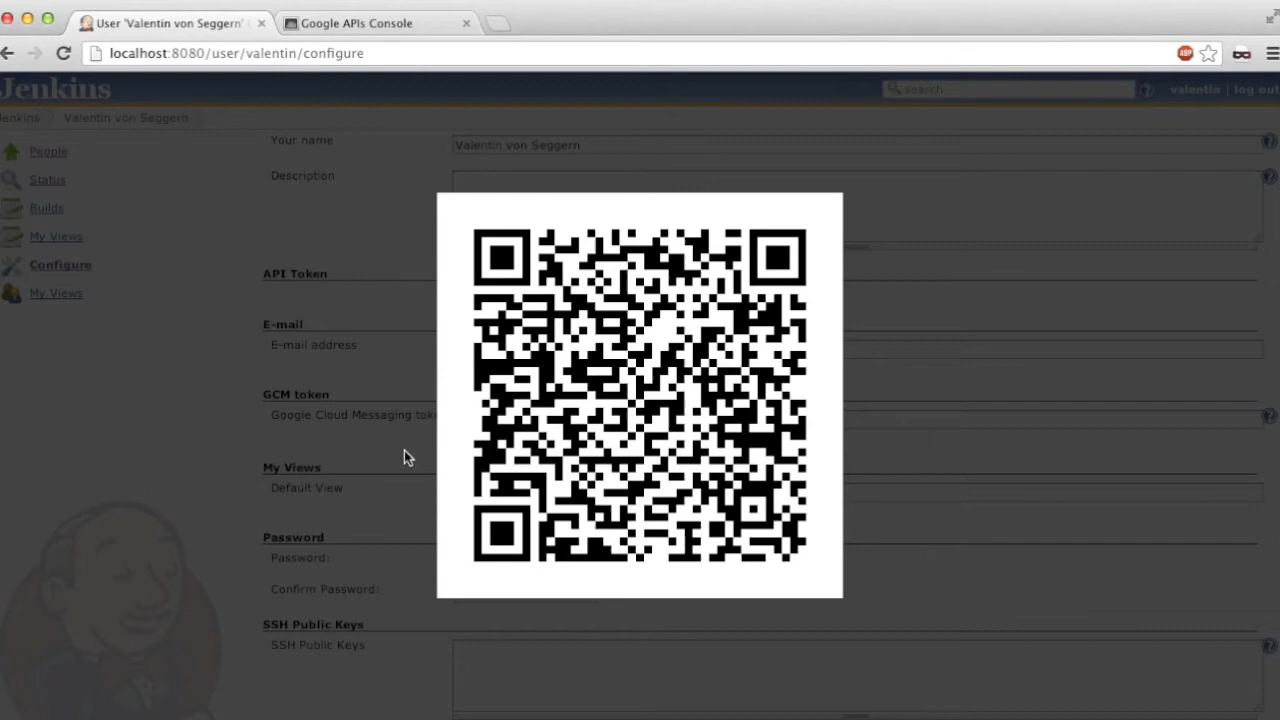 User 'Valentin von Seggern'
Google APIs Console
localhost:8080/user/valentin/configure
ABP
Jenkins
search
valentin | log out
Jenkins
Valentin von Seggern
People
Status
Builds
My Views
Configure
My Views
Your name
Valentin von Seggern
Description
API Token
E-mail
E-mail address
GCM token
Google Cloud Messaging
My Views
Default View
Password
Password:
Confirm Password:
SSH Public Keys
SSH Public Keys